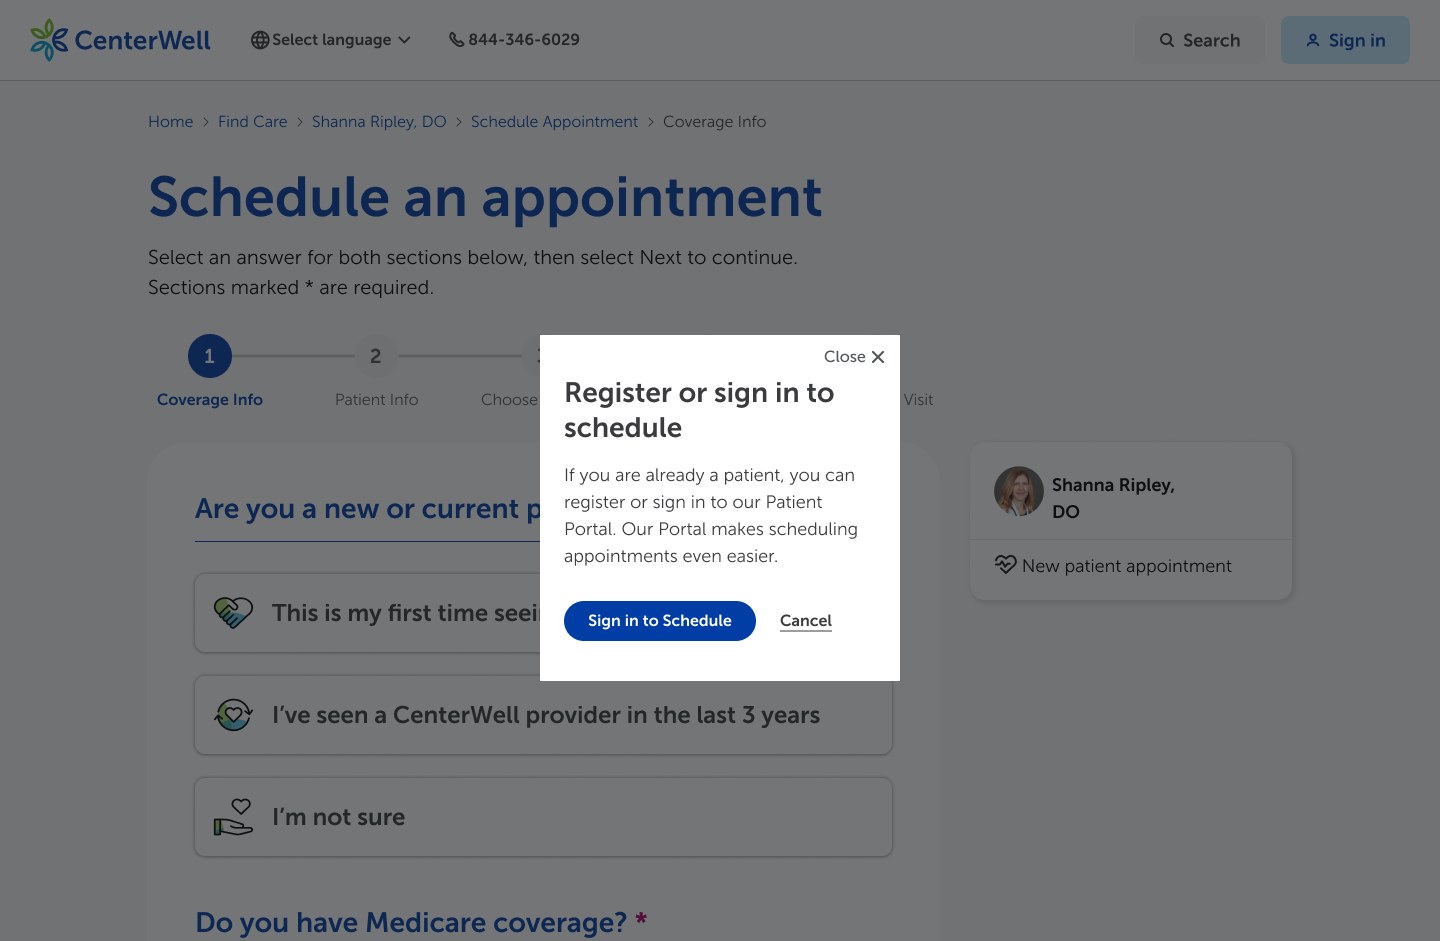 CenterWell
Select language
844-346-6029
Search
Sign in
Home > Find Care > Shanna Ripley, DO > Schedule Appointment > Coverage Info
Schedule an appointment
Select an answer for both sections below, then select Next to continue.
Sections marked * are required.
1
2
Coverage Info
Patient Info
Choose
Visit
Close
Register or sign in to
schedule
If you are already a patient, you can
register or sign in to our Patient
Portal. Our Portal makes scheduling
appointments even easier.
Sign in to Schedule
Cancel
Are you a new or current
This is my first time
I've seen a CenterWell provider in the last 3 years
I'm not sure
Do you have Medicare coverage? *
Shanna Ripley,
DO
New patient appointment